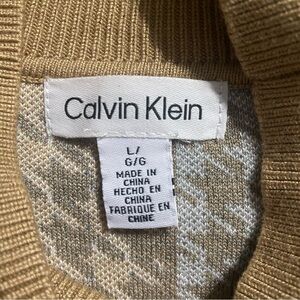 Calvin Klein
L/
G/G
MADE IN
CHINA
HECHO EN
CHINA
FABRIQUE EN
CHINE